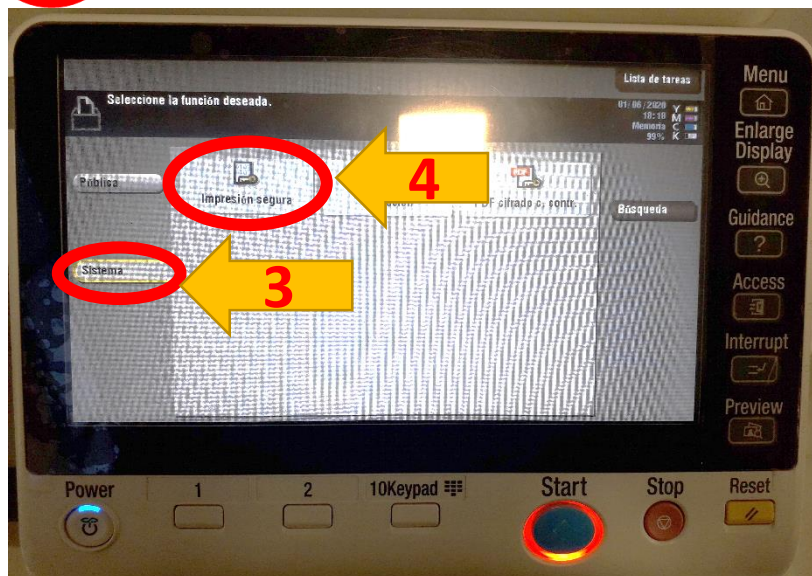 Lista de tareas
Seleccione la función deseada.
01/06/2020 Y
18:10 M
Memoria C
99% K
Pública
Impresión segura
4
PDF cifrado c. contr.
Búsqueda
Sistema
3
Menu
Enlarge
Display
Guidance
?
Access
Interrupt
Preview
Power
1
2
10Keypad
Start
Stop
Reset